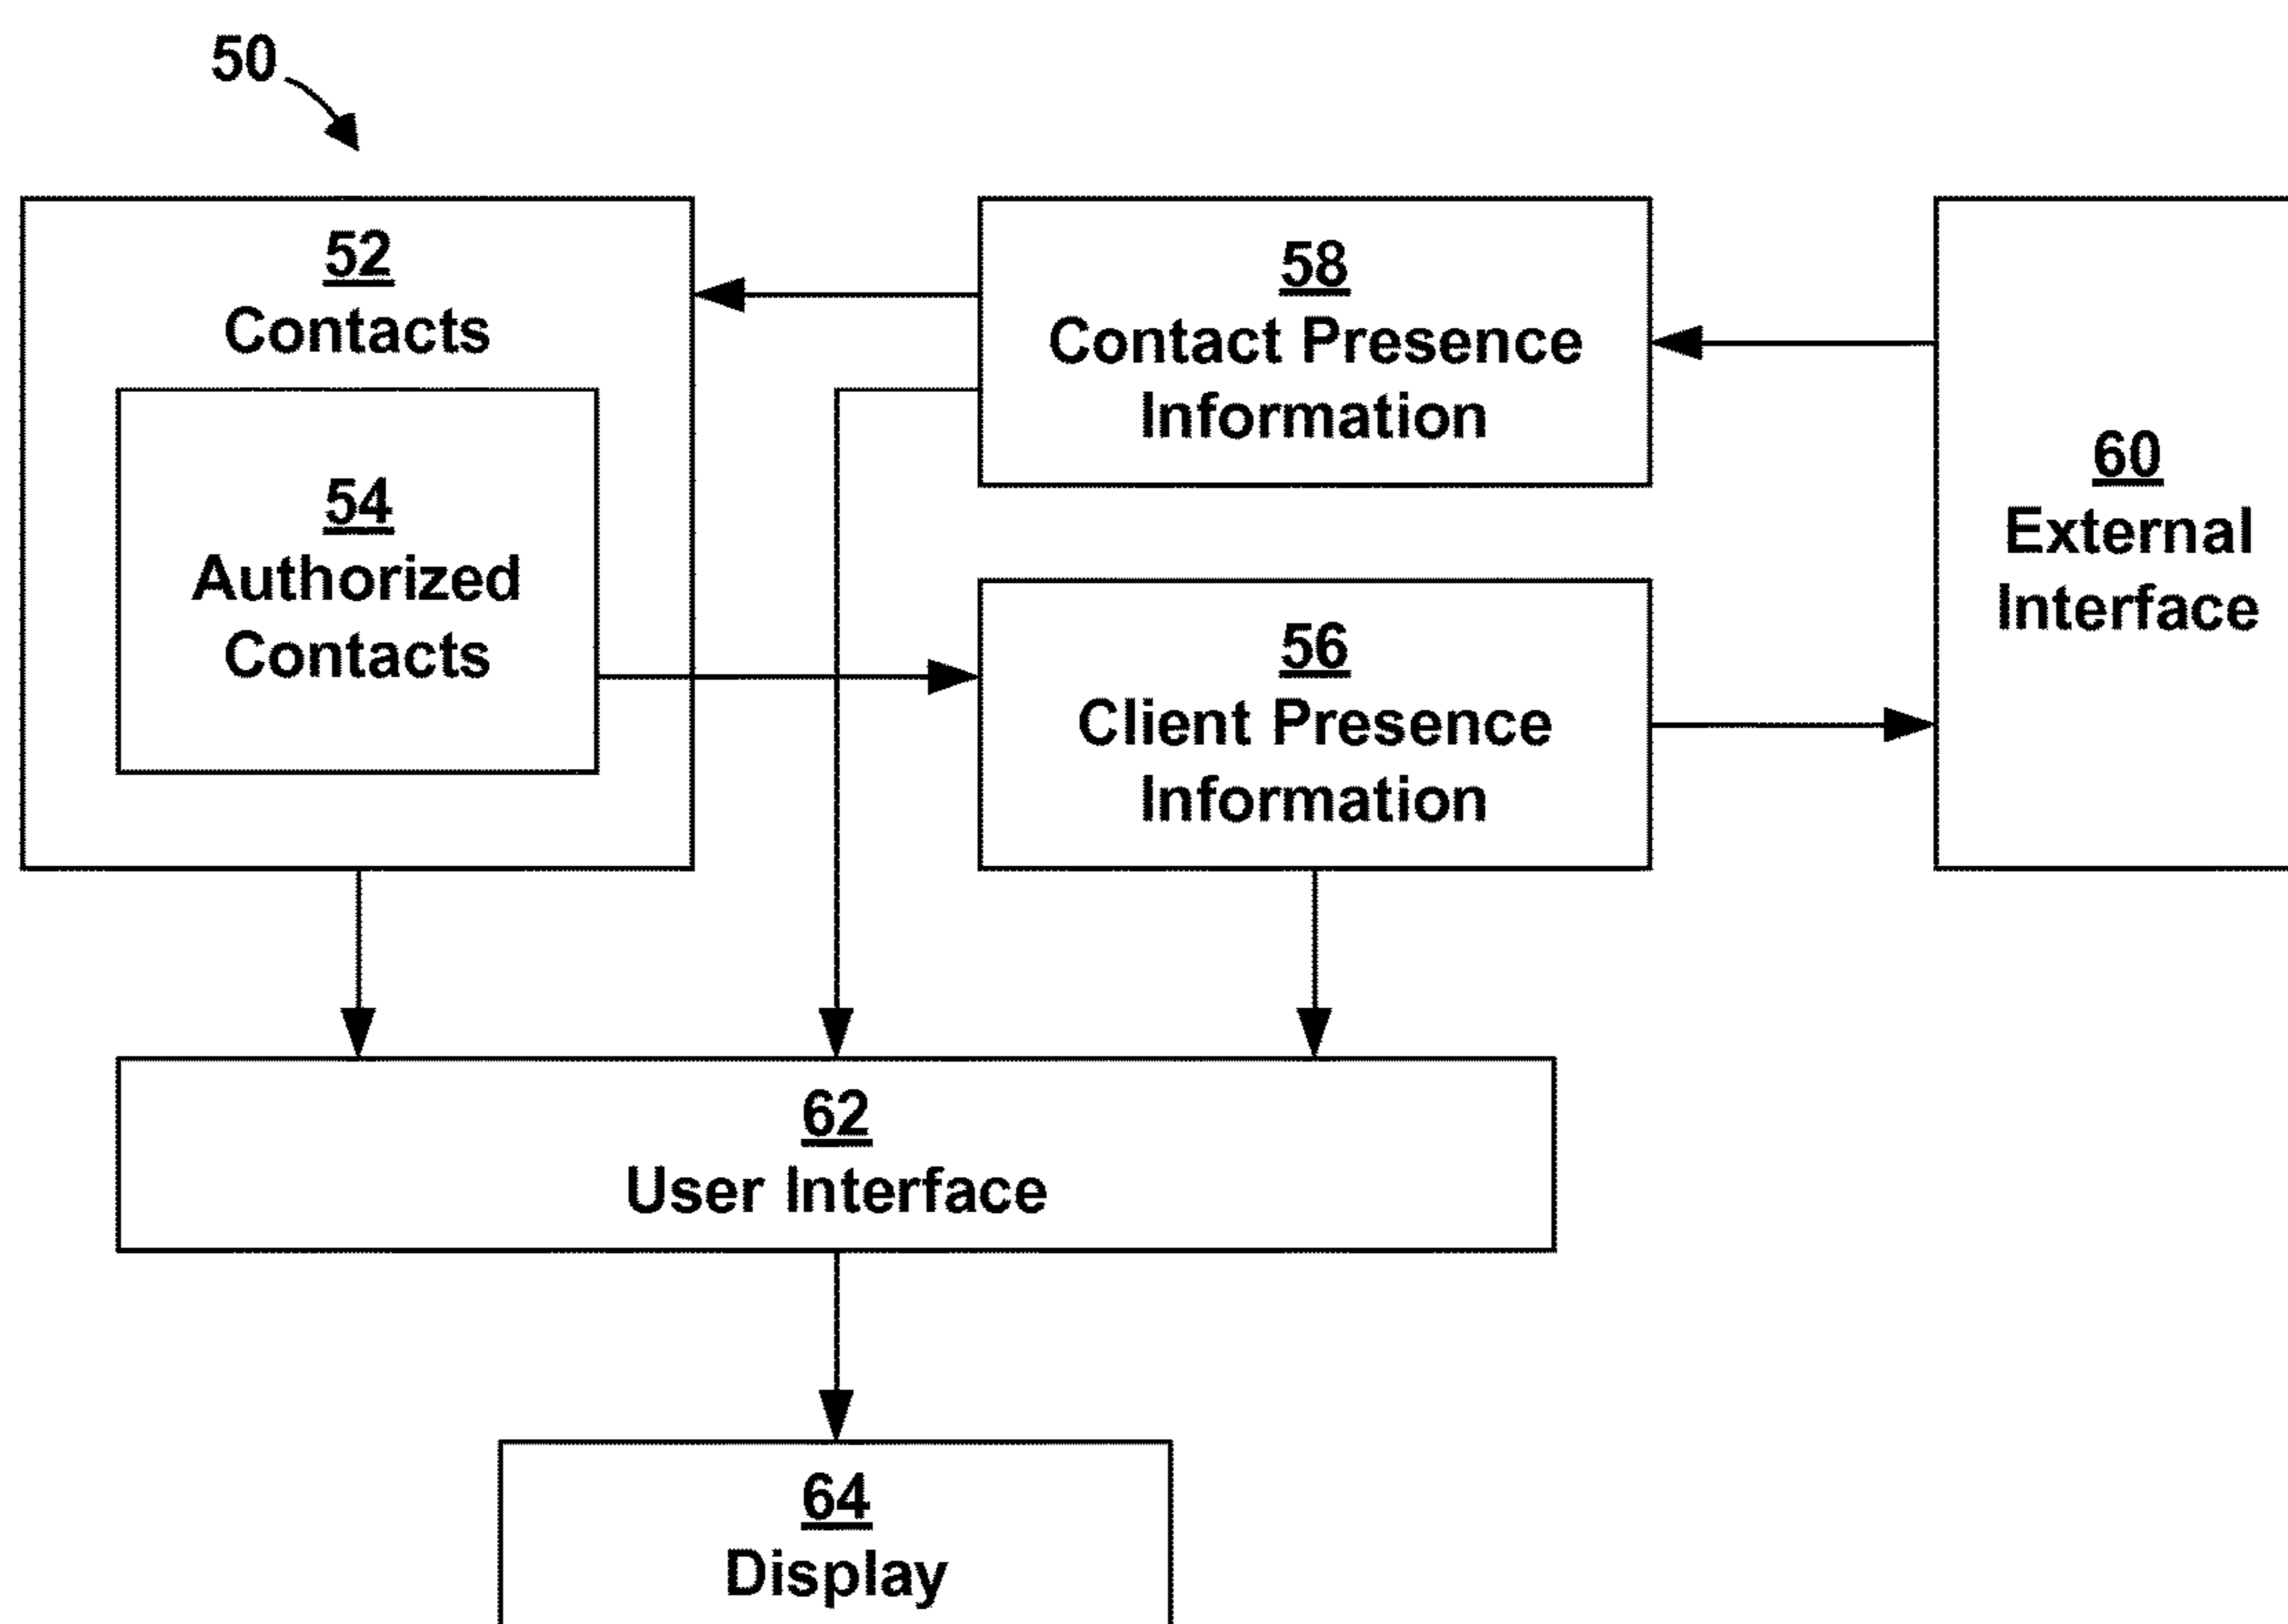 50
52
Contacts
54
Authorized
Contacts
58
Contact Presence
Information
56
Client Presence
Information
60
External
Interface
62
User Interface
64
Display